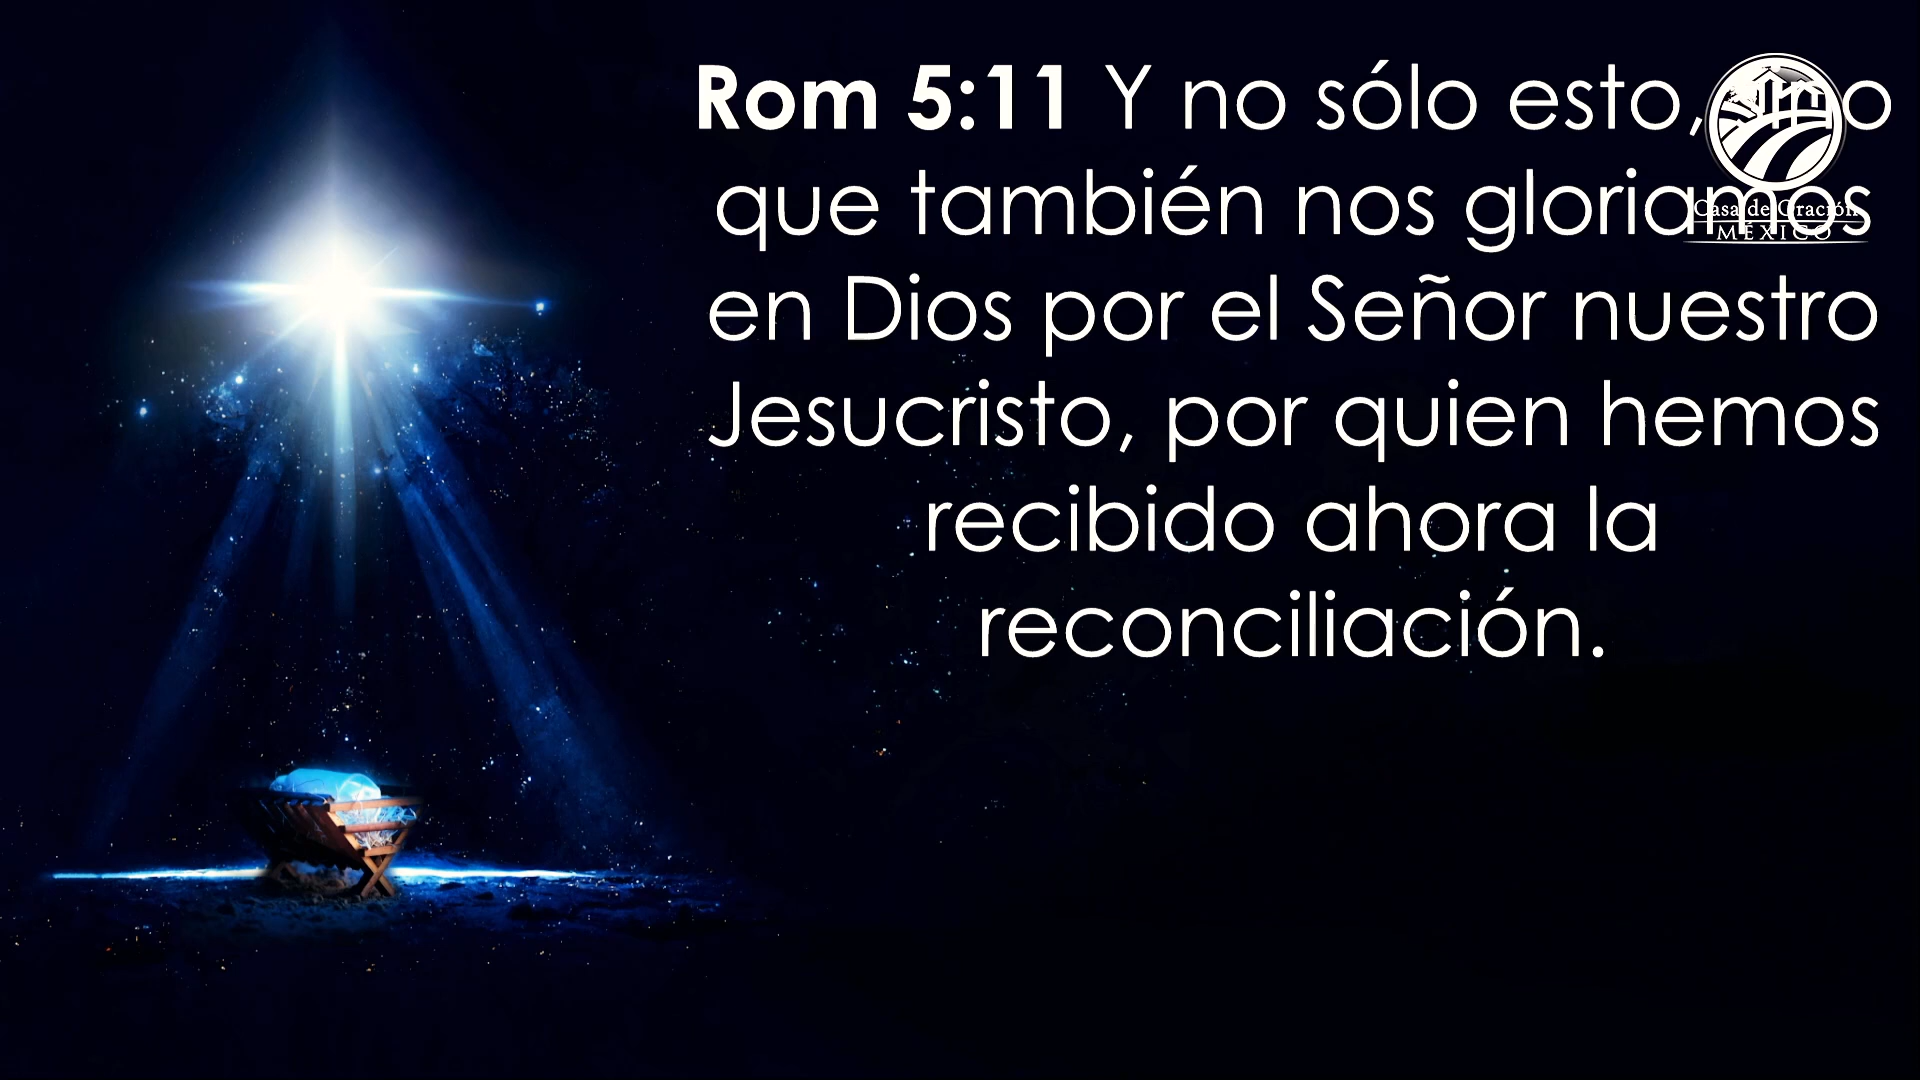 Rom 5:11 Y no sólo esto, sino
que también nos gloriamos
en Dios por el Señor nuestro
Jesucristo, por quien hemos
recibido ahora la
reconciliación.
Casa de Oración
MÉXICO